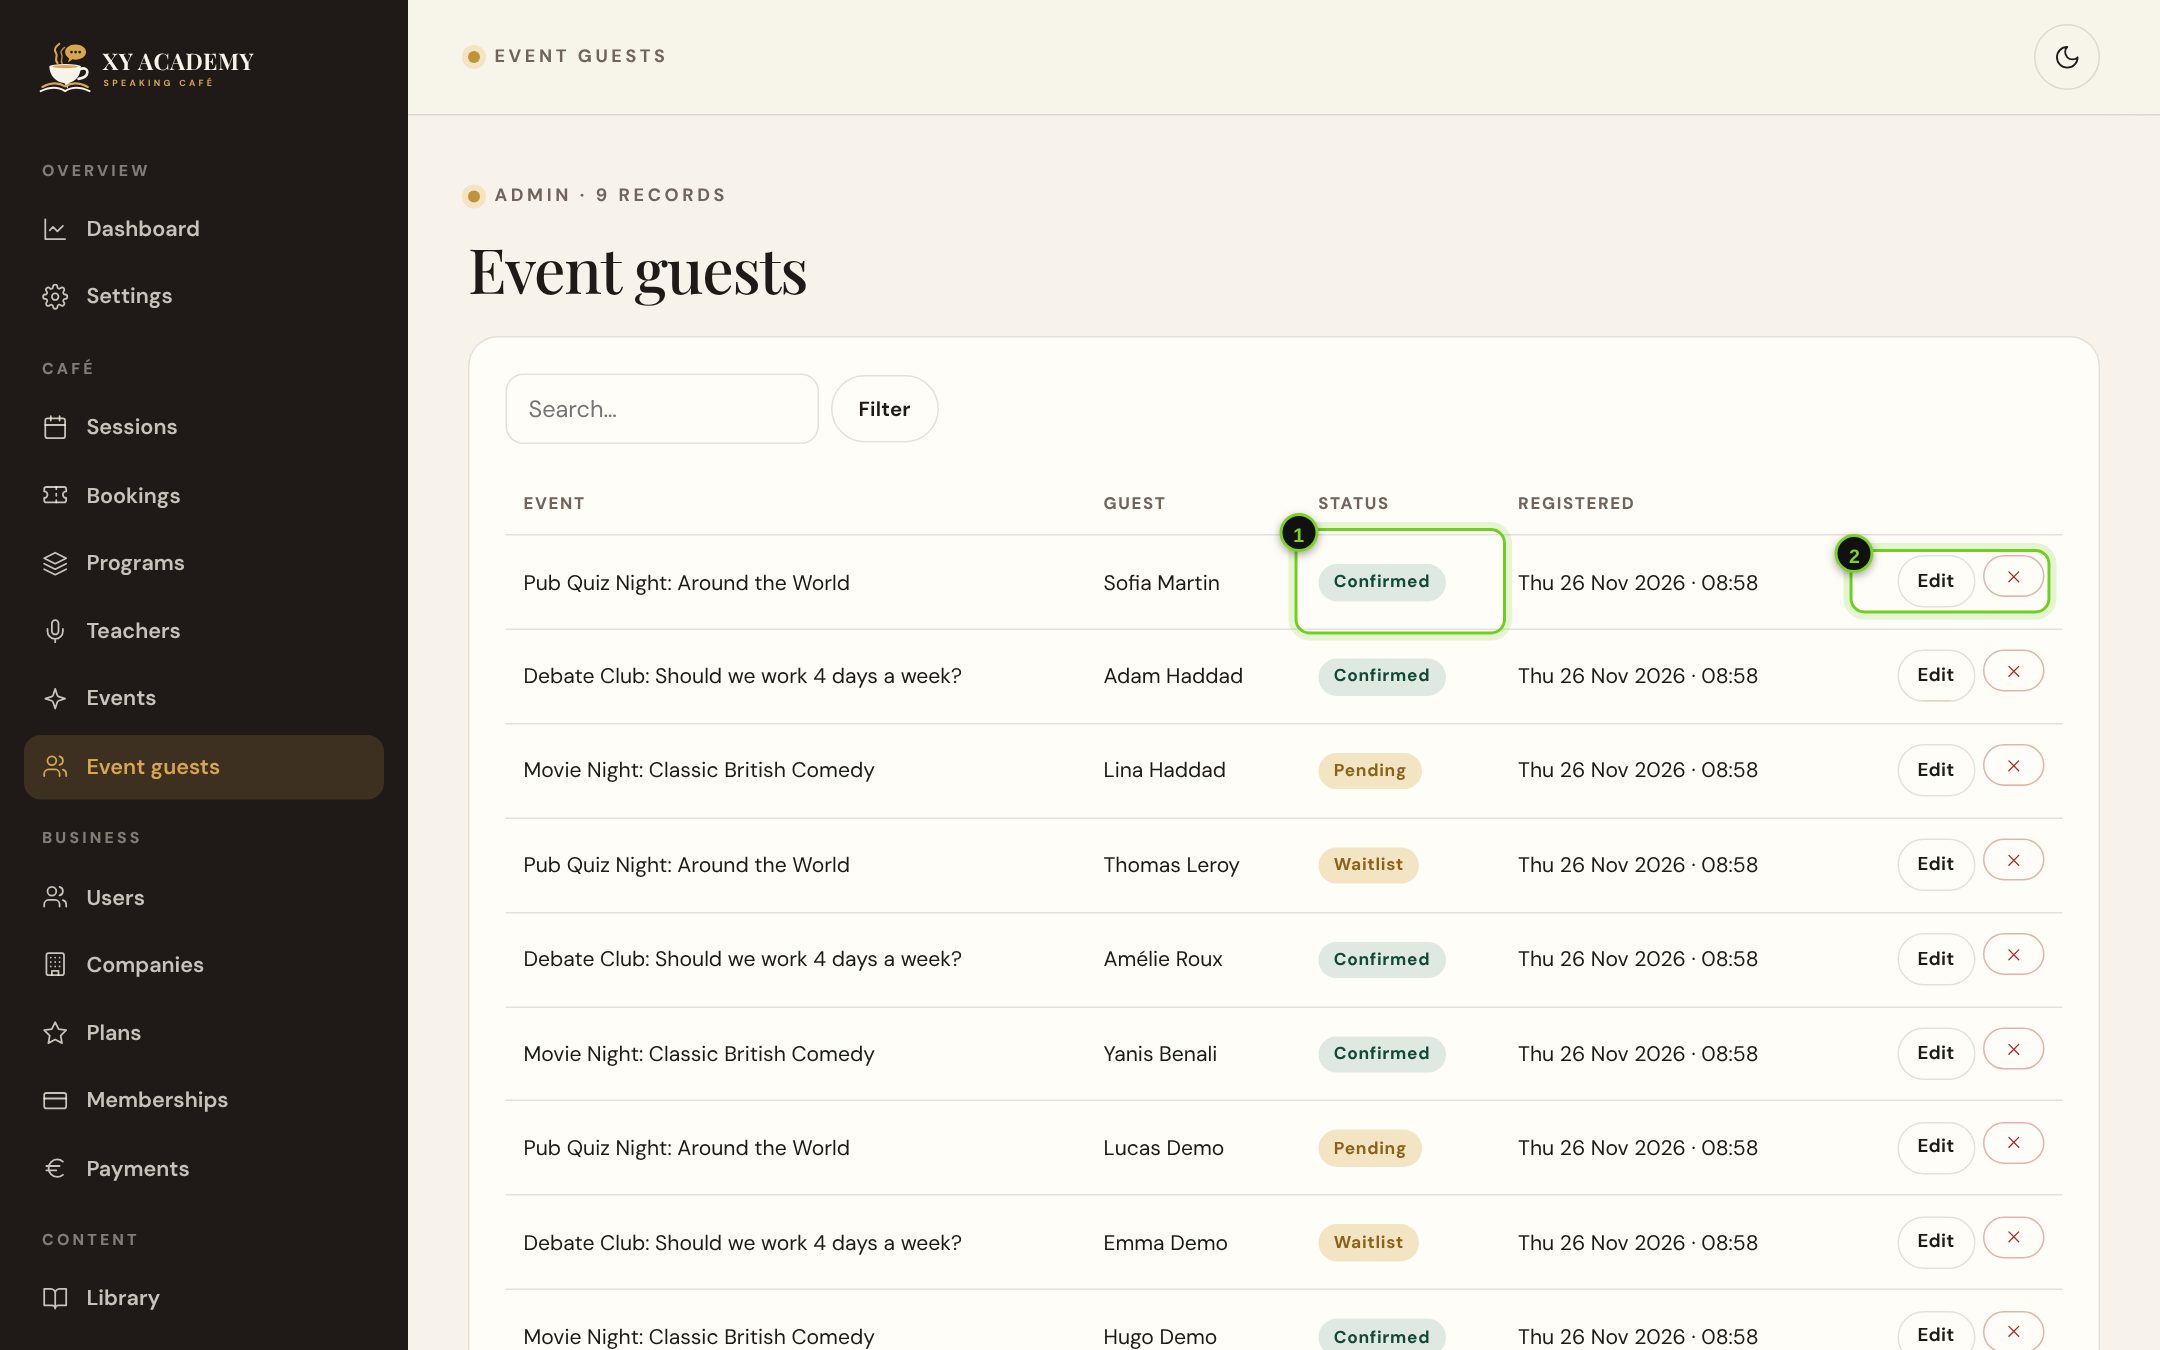 XY ACADEMY
SPEAKING CAFÉ
OVERVIEW
Dashboard
Settings
CAFÉ
Sessions
Bookings
Programs
Teachers
Events
Event guests
BUSINESS
Users
Companies
Plans
Memberships
Payments
CONTENT
Library
EVENT GUESTS
ADMIN · 9 RECORDS
Event guests
Search...
Filter
EVENT GUEST STATUS REGISTERED
1
2
Pub Quiz Night: Around the World Sofia Martin Confirmed Thu 26 Nov 2026 · 08:58 Edit ×
Debate Club: Should we work 4 days a week? Adam Haddad Confirmed Thu 26 Nov 2026 · 08:58 Edit ×
Movie Night: Classic British Comedy Lina Haddad Pending Thu 26 Nov 2026 · 08:58 Edit ×
Pub Quiz Night: Around the World Thomas Leroy Waitlist Thu 26 Nov 2026 · 08:58 Edit ×
Debate Club: Should we work 4 days a week? Amélie Roux Confirmed Thu 26 Nov 2026 · 08:58 Edit ×
Movie Night: Classic British Comedy Yanis Benali Confirmed Thu 26 Nov 2026 · 08:58 Edit ×
Pub Quiz Night: Around the World Lucas Demo Pending Thu 26 Nov 2026 · 08:58 Edit ×
Debate Club: Should we work 4 days a week? Emma Demo Waitlist Thu 26 Nov 2026 · 08:58 Edit ×
Movie Night: Classic British Comedy Hugo Demo Confirmed Thu 26 Nov 2026 · 08:58 Edit ×